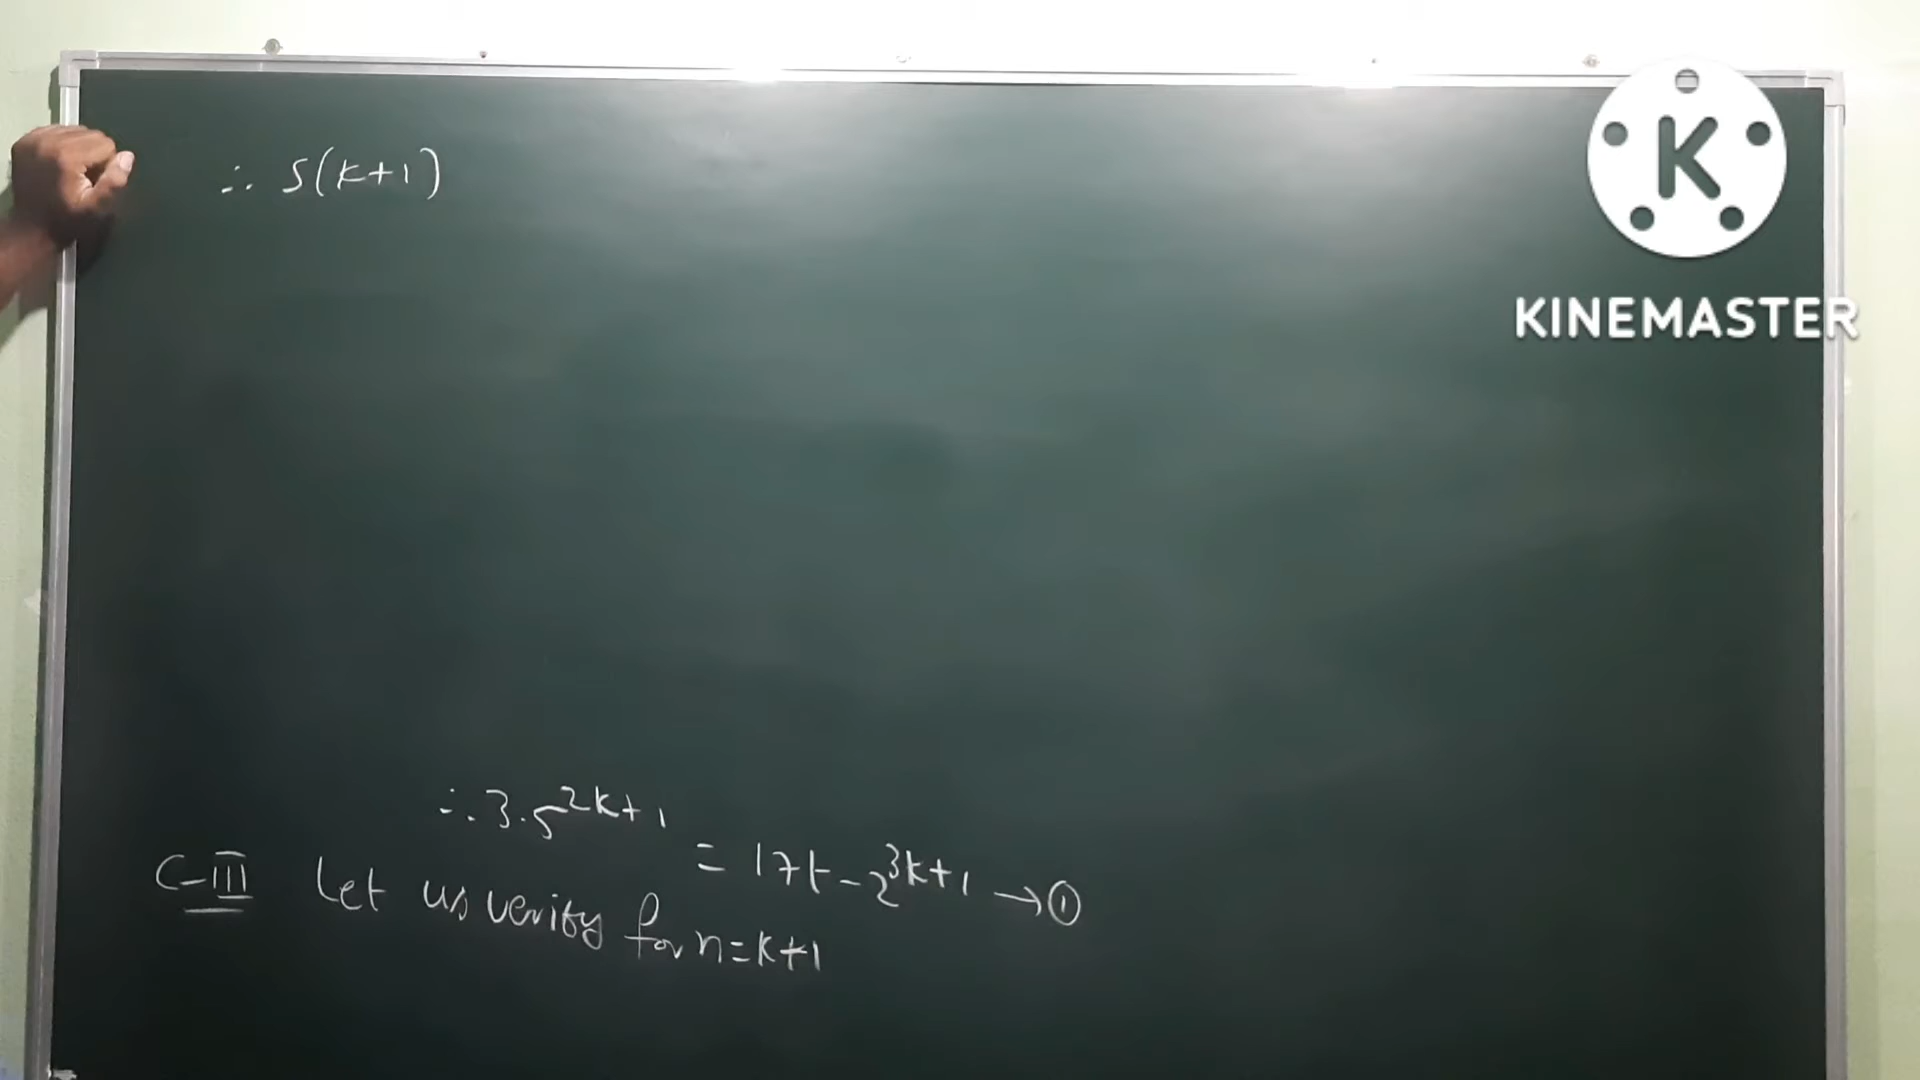 ∴ S(k+1)
K
KINEMASTER
∴ 3·5^{2k+1} = 17t - 2^{3k+1} → ①
C-III Let us verify for n=k+1